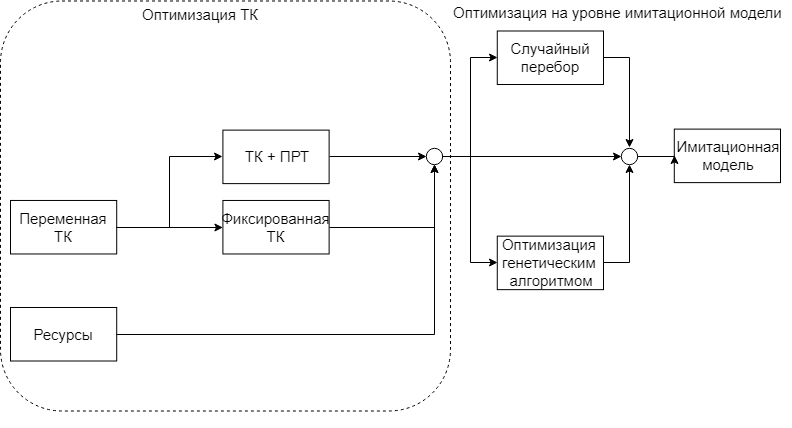 Оптимизация ТК
Оптимизация на уровне имитационной модели
Случайный
перебор
ТК + ПРТ
Имитационная
модель
Переменная
ТК
Фиксированная
ТК
Оптимизация
генетическим
алгоритмом
Ресурсы